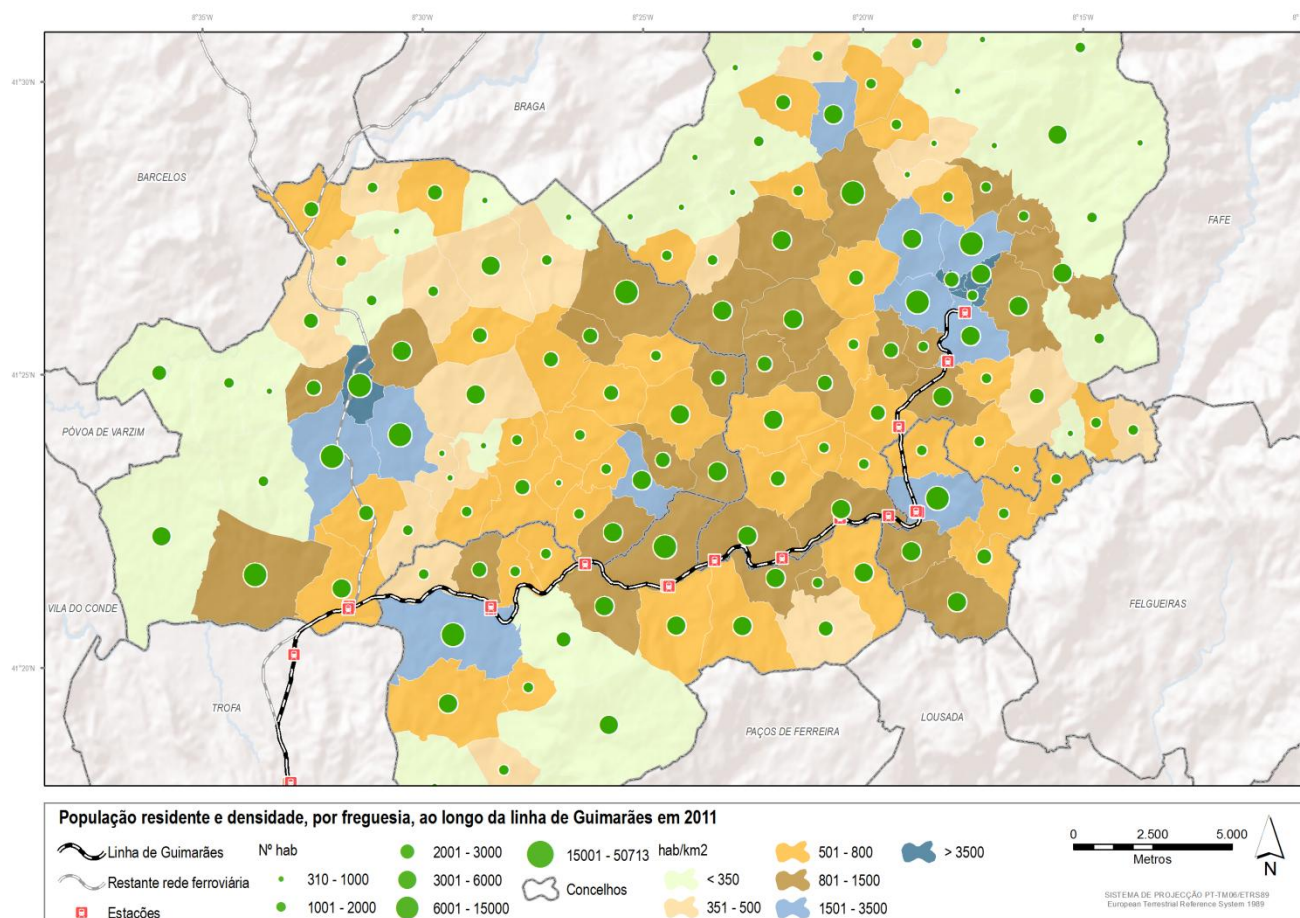 8°35'W 8°30'W 8°25'W 8°20'W 8°15'W
41°30'N
BRAGA
BARCELOS
FAFE
41°25'N
PÓVOA DE VARZIM
VILA DO CONDE
FELGUEIRAS
41°20'N
TROFA
PAÇOS DE FERREIRA
LOUSADA
População residente e densidade, por freguesia, ao longo da linha de Guimarães em 2011
Linha de Guimarães
Restante rede ferroviária
Estações
Nº hab
310 - 1000
1001 - 2000
2001 - 3000
3001 - 6000
6001 - 15000
15001 - 50713
Concelhos
hab/km2
< 350
351 - 500
501 - 800
801 - 1500
1501 - 3500
> 3500
0 2.500 5.000
Metros
N
SISTEMA DE PROJECÇÃO PT-TM06/ETRS89
European Terrestrial Reference System 1989